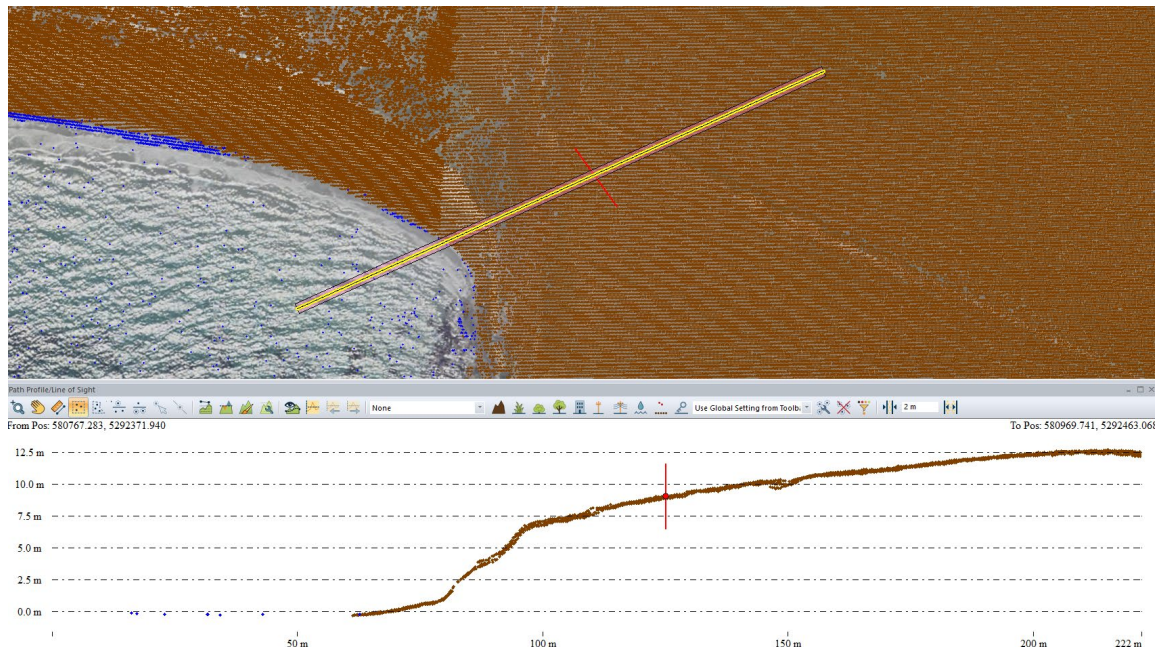 Path Profile/Line of Sight
None
Use Global Setting from Toolb
2 m
From Pos: 580767.283, 5292371.940
To Pos: 580969.741, 5292463.068
12.5 m
10.0 m
7.5 m
5.0 m
2.5 m
0.0 m
50 m
100 m
150 m
200 m
222 m